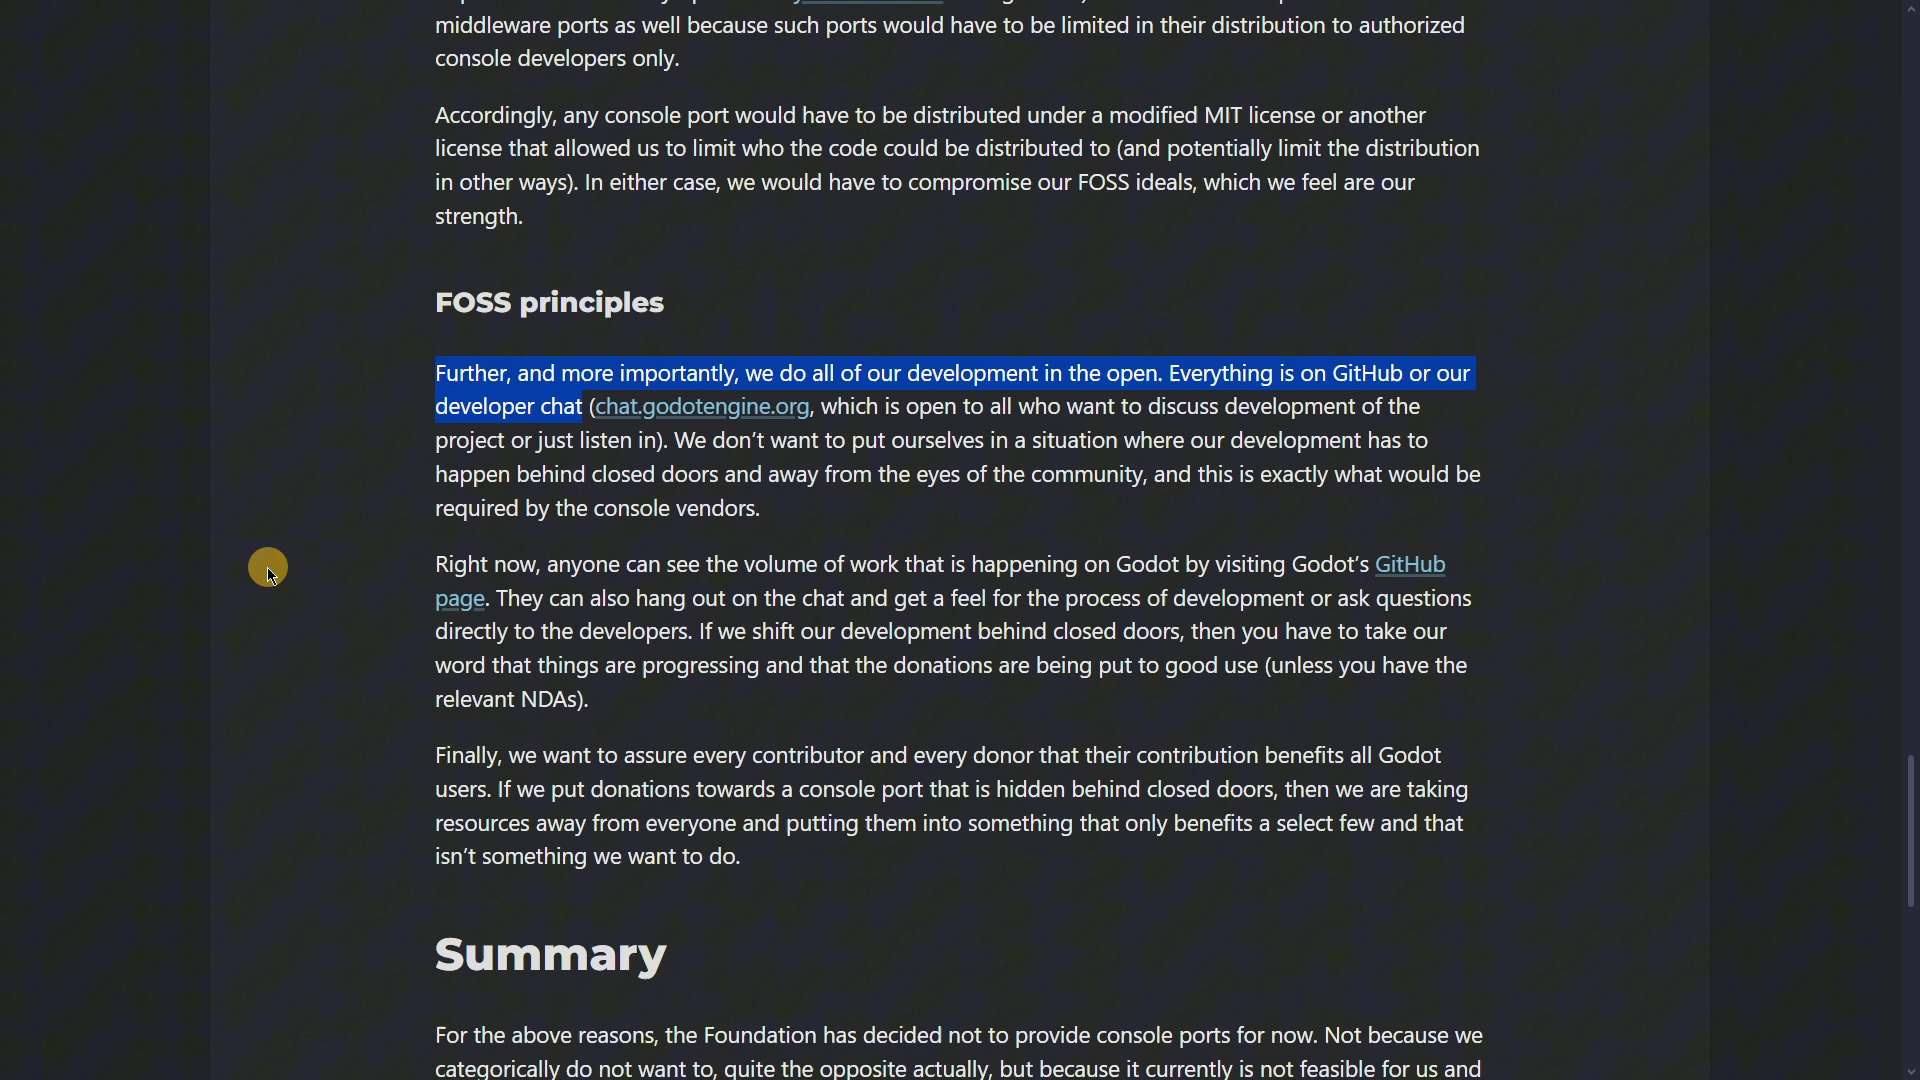 middleware ports as well because such ports would have to be limited in their distribution to authorized
console developers only.
Accordingly, any console port would have to be distributed under a modified MIT license or another
license that allowed us to limit who the code could be distributed to (and potentially limit the distribution
in other ways). In either case, we would have to compromise our FOSS ideals, which we feel are our
strength.
FOSS principles
Further, and more importantly, we do all of our development in the open. Everything is on GitHub or our
developer chat (chat.godotengine.org, which is open to all who want to discuss development of the
project or just listen in). We don’t want to put ourselves in a situation where our development has to
happen behind closed doors and away from the eyes of the community, and this is exactly what would be
required by the console vendors.
Right now, anyone can see the volume of work that is happening on Godot by visiting Godot’s GitHub
page. They can also hang out on the chat and get a feel for the process of development or ask questions
directly to the developers. If we shift our development behind closed doors, then you have to take our
word that things are progressing and that the donations are being put to good use (unless you have the
relevant NDAs).
Finally, we want to assure every contributor and every donor that their contribution benefits all Godot
users. If we put donations towards a console port that is hidden behind closed doors, then we are taking
resources away from everyone and putting them into something that only benefits a select few and that
isn’t something we want to do.
Summary
For the above reasons, the Foundation has decided not to provide console ports for now. Not because we
categorically do not want to, quite the opposite actually, but because it currently is not feasible for us and